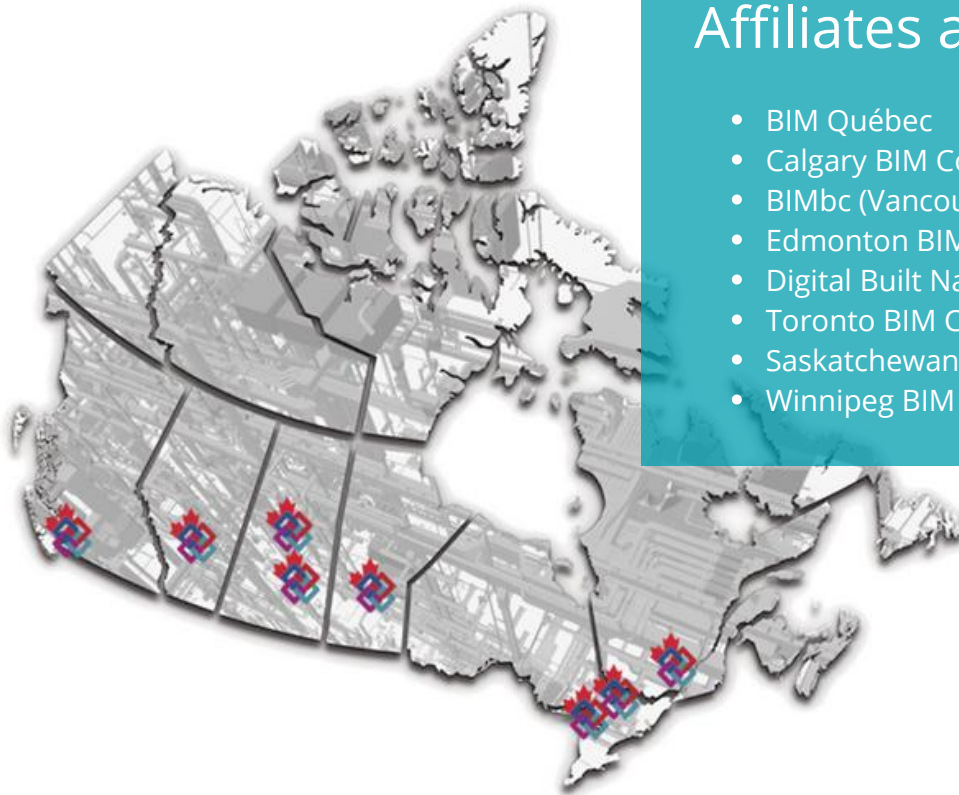 Affiliates a
• BIM Québec
• Calgary BIM Co
• BIMbc (Vancou
• Edmonton BIM
• Digital Built Na
• Toronto BIM C
• Saskatchewan
• Winnipeg BIM